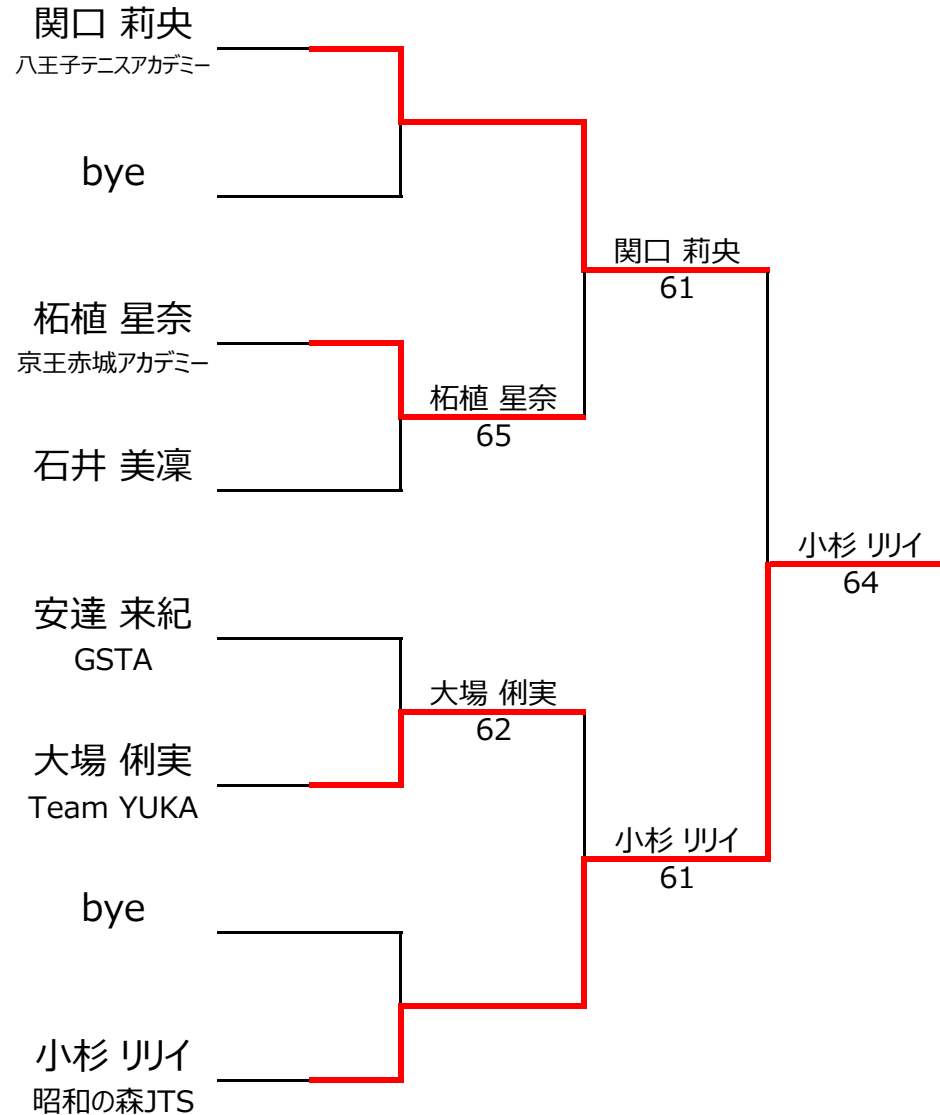 関口 莉央
八王子テニスアカデミー
bye
関口 莉央
61
柘植 星奈
京王赤城アカデミー
柘植 星奈
65
石井 美凜
小杉 リリイ
64
安達 来紀
GSTA
大場 俐実
62
大場 俐実
Team YUKA
小杉 リリイ
61
bye
小杉 リリイ
昭和の森JTS